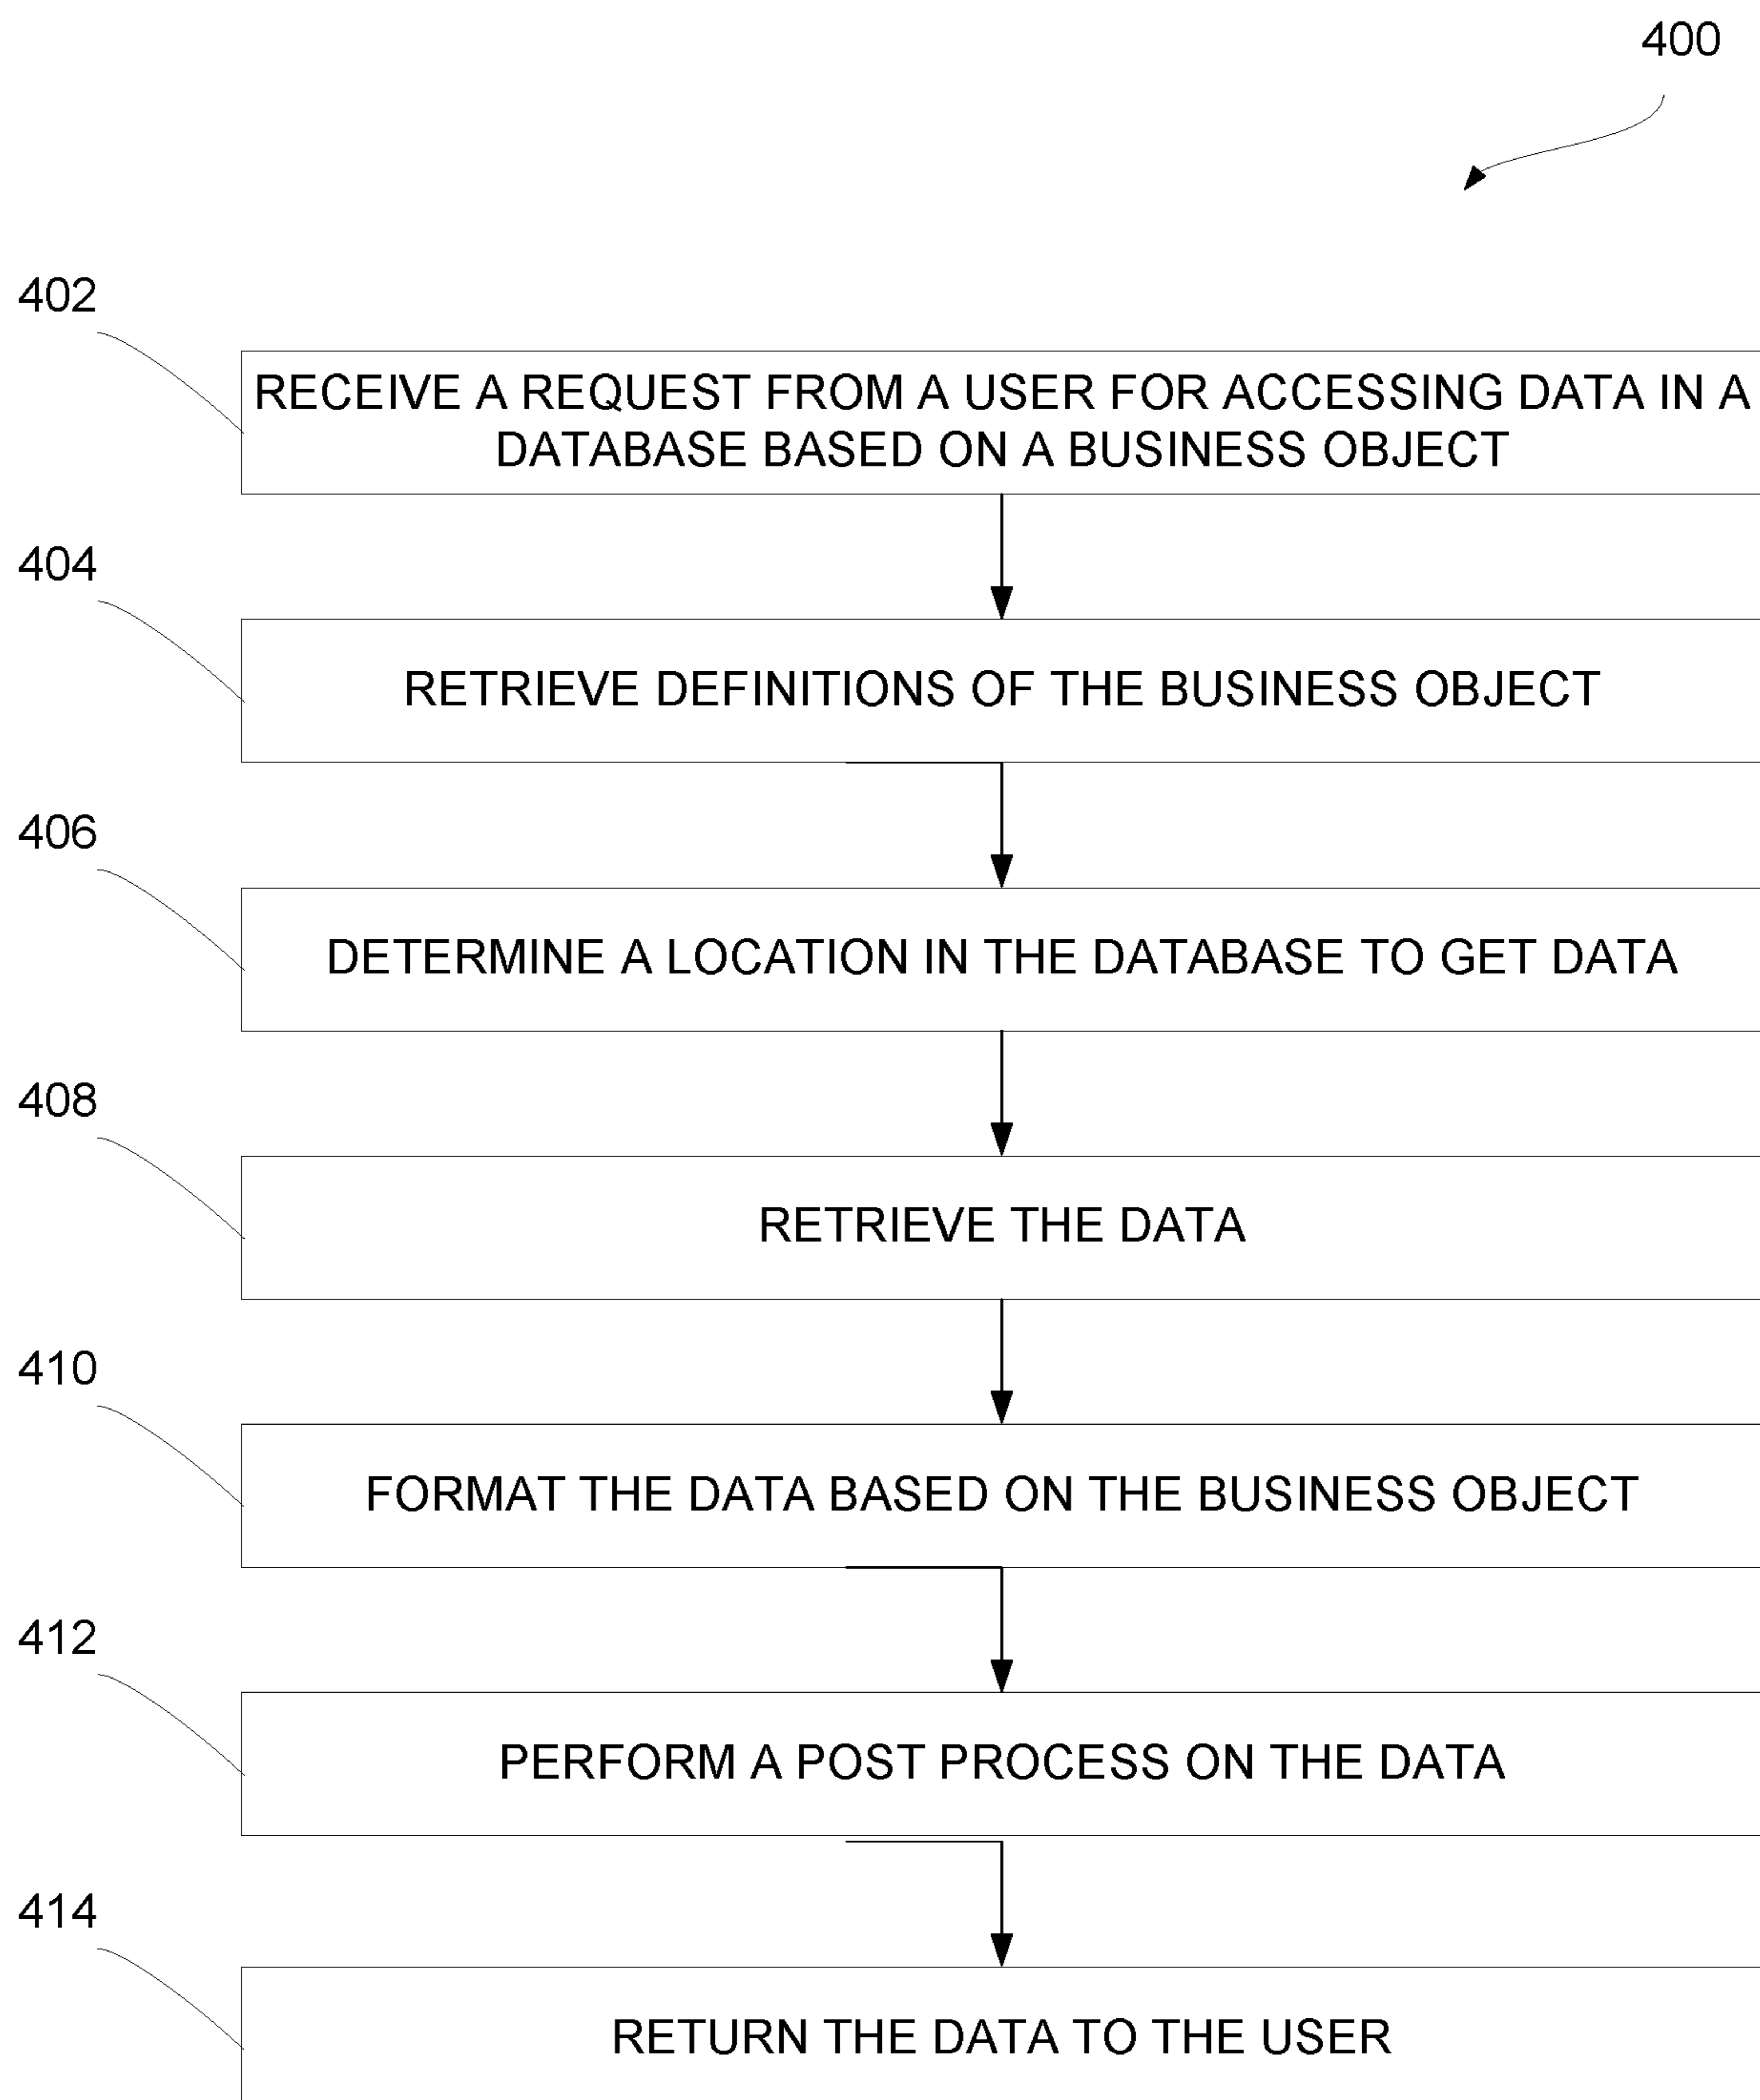 400
402
RECEIVE A REQUEST FROM A USER FOR ACCESSING DATA IN A
DATABASE BASED ON A BUSINESS OBJECT
404
RETRIEVE DEFINITIONS OF THE BUSINESS OBJECT
406
DETERMINE A LOCATION IN THE DATABASE TO GET DATA
408
RETRIEVE THE DATA
410
FORMAT THE DATA BASED ON THE BUSINESS OBJECT
412
PERFORM A POST PROCESS ON THE DATA
414
RETURN THE DATA TO THE USER